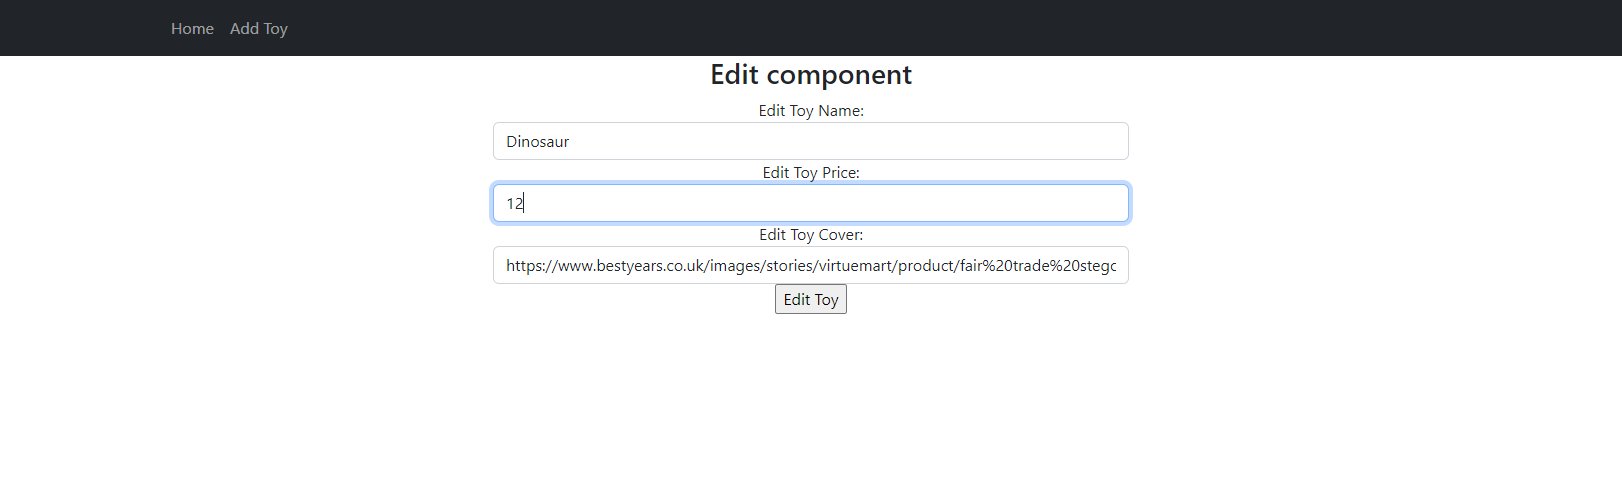 Home Add Toy
Edit component
Edit Toy Name:
Dinosaur
Edit Toy Price:
12
Edit Toy Cover:
https://www.bestyears.co.uk/images/stories/virtuemart/product/fair%20trade%20stegc
Edit Toy